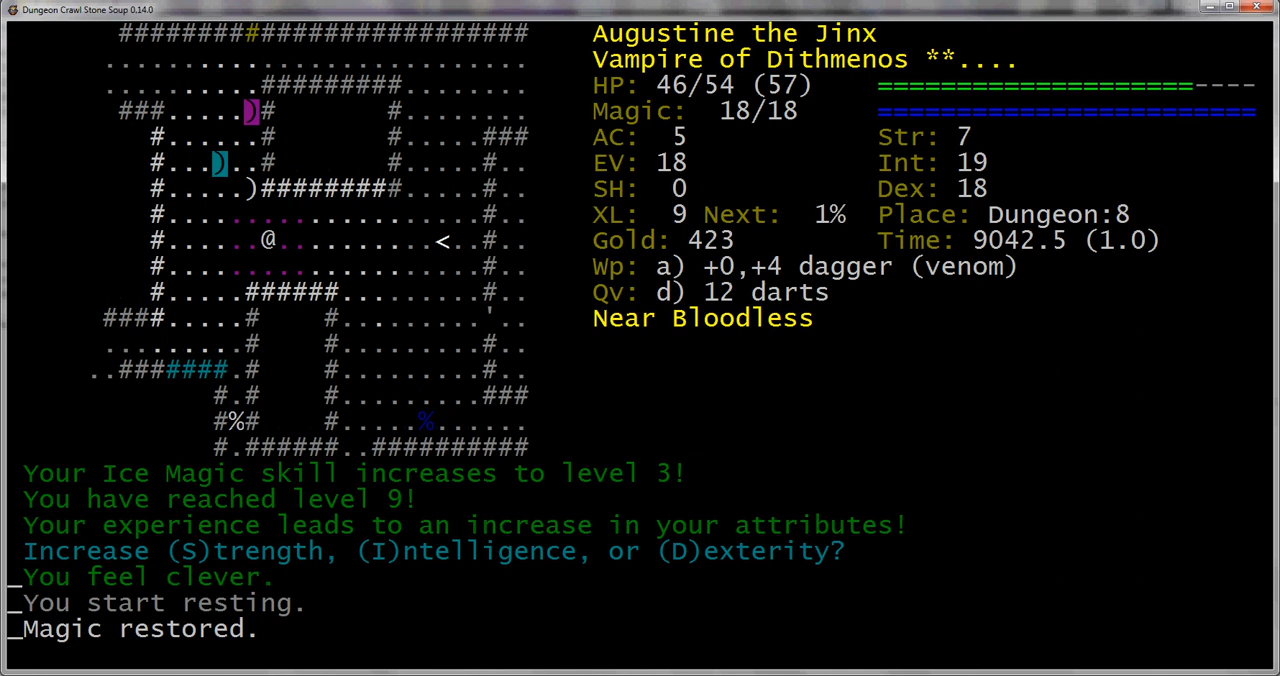 Dungeon Crawl Stone Soup 0.14.0
Augustine the Jinx
Vampire of Dithmenos **....
HP: 46/54 (57)
Magic: 18/18
AC: 5 Str: 7
EV: 18 Int: 19
SH: 0 Dex: 18
XL: 9 Next: 1% Place: Dungeon:8
Gold: 423 Time: 9042.5 (1.0)
Wp: a) +0,+4 dagger (venom)
Qv: d) 12 darts
Near Bloodless
Your Ice Magic skill increases to level 3!
You have reached level 9!
Your experience leads to an increase in your attributes!
Increase (S)trength, (I)ntelligence, or (D)exterity?
_You feel clever.
_You start resting.
_Magic restored.